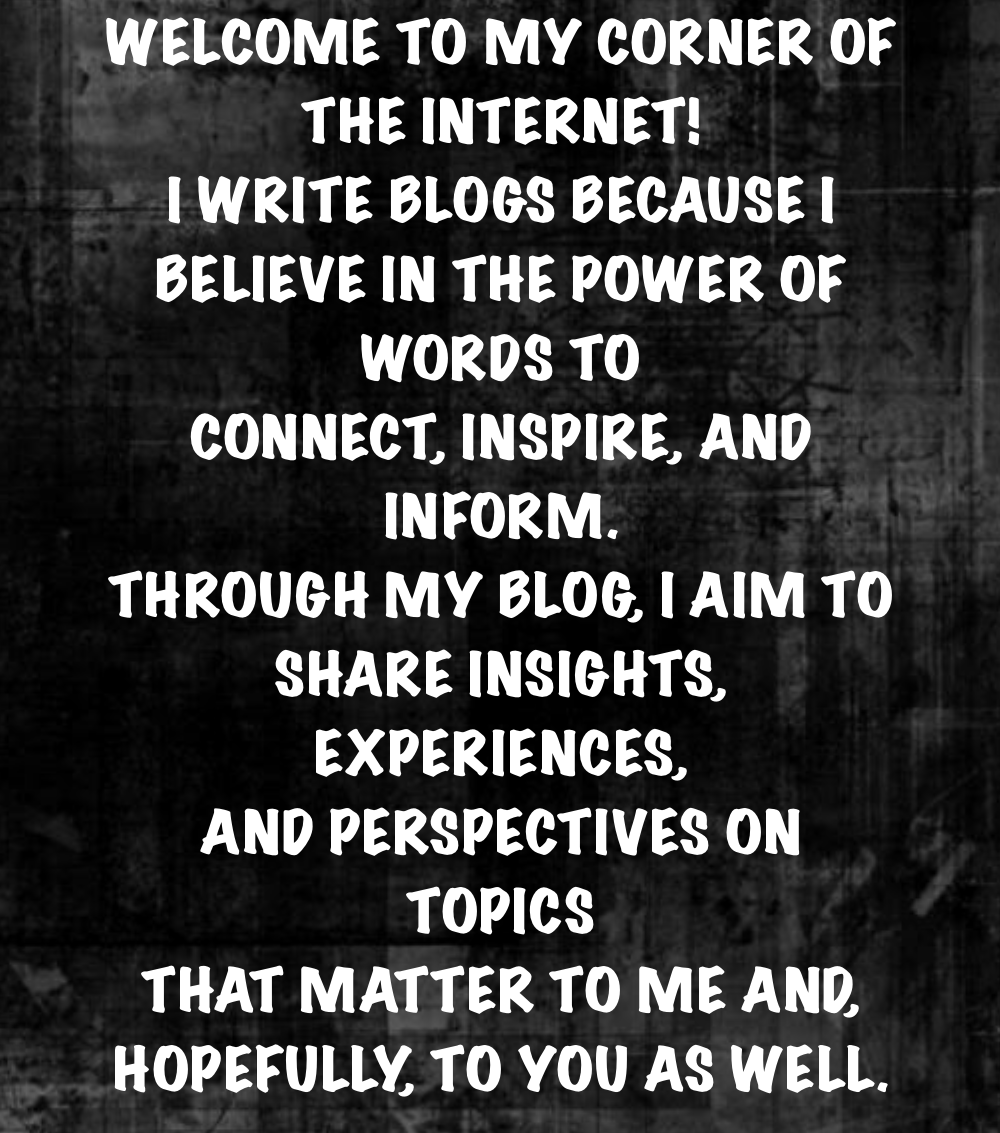 WELCOME TO MY CORNER OF
THE INTERNET!
I WRITE BLOGS BECAUSE I
BELIEVE IN THE POWER OF
WORDS TO
CONNECT, INSPIRE, AND
INFORM.
THROUGH MY BLOG, I AIM TO
SHARE INSIGHTS,
EXPERIENCES,
AND PERSPECTIVES ON
TOPICS
THAT MATTER TO ME AND,
HOPEFULLY, TO YOU AS WELL.